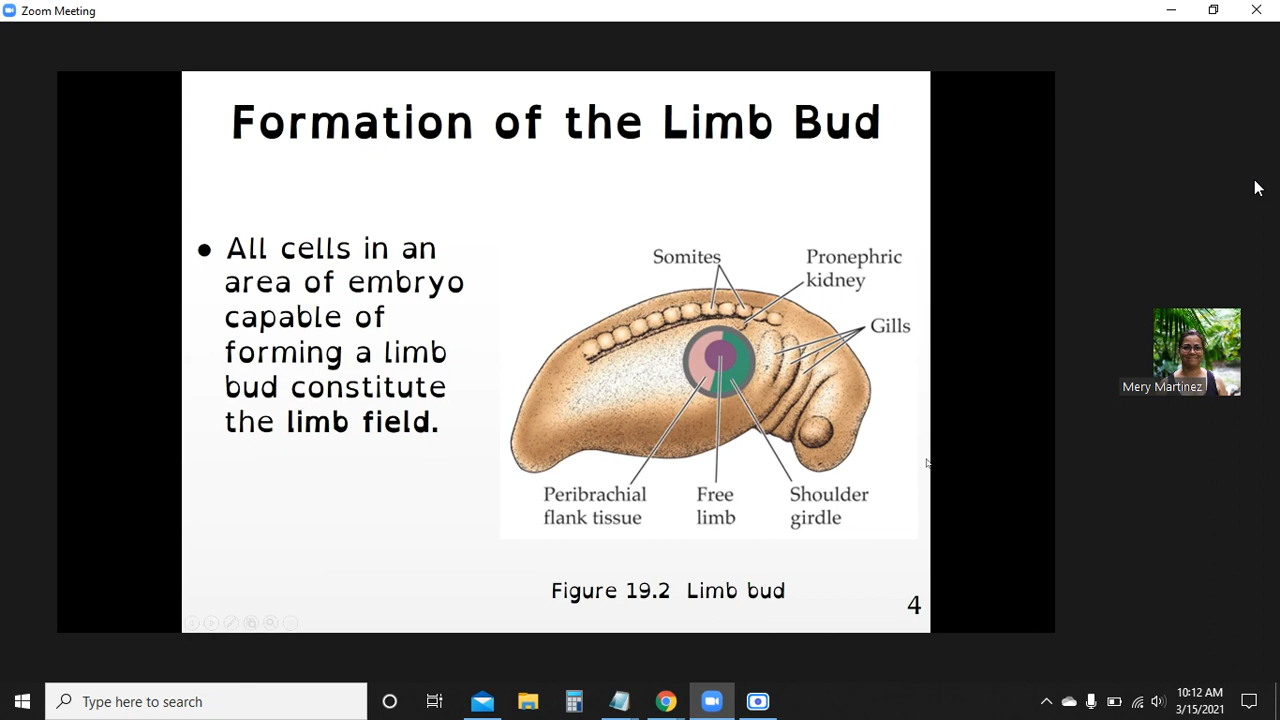 Zoom Meeting
Formation of the Limb Bud
● All cells in an
area of embryo
capable of
forming a limb
bud constitute
the limb field.
Somites
Pronephric
kidney
Gills
Peribrachial
flank tissue
Free
limb
Shoulder
girdle
Figure 19.2 Limb bud
4
Mery Martinez
Type here to search
10:12 AM
3/15/2021